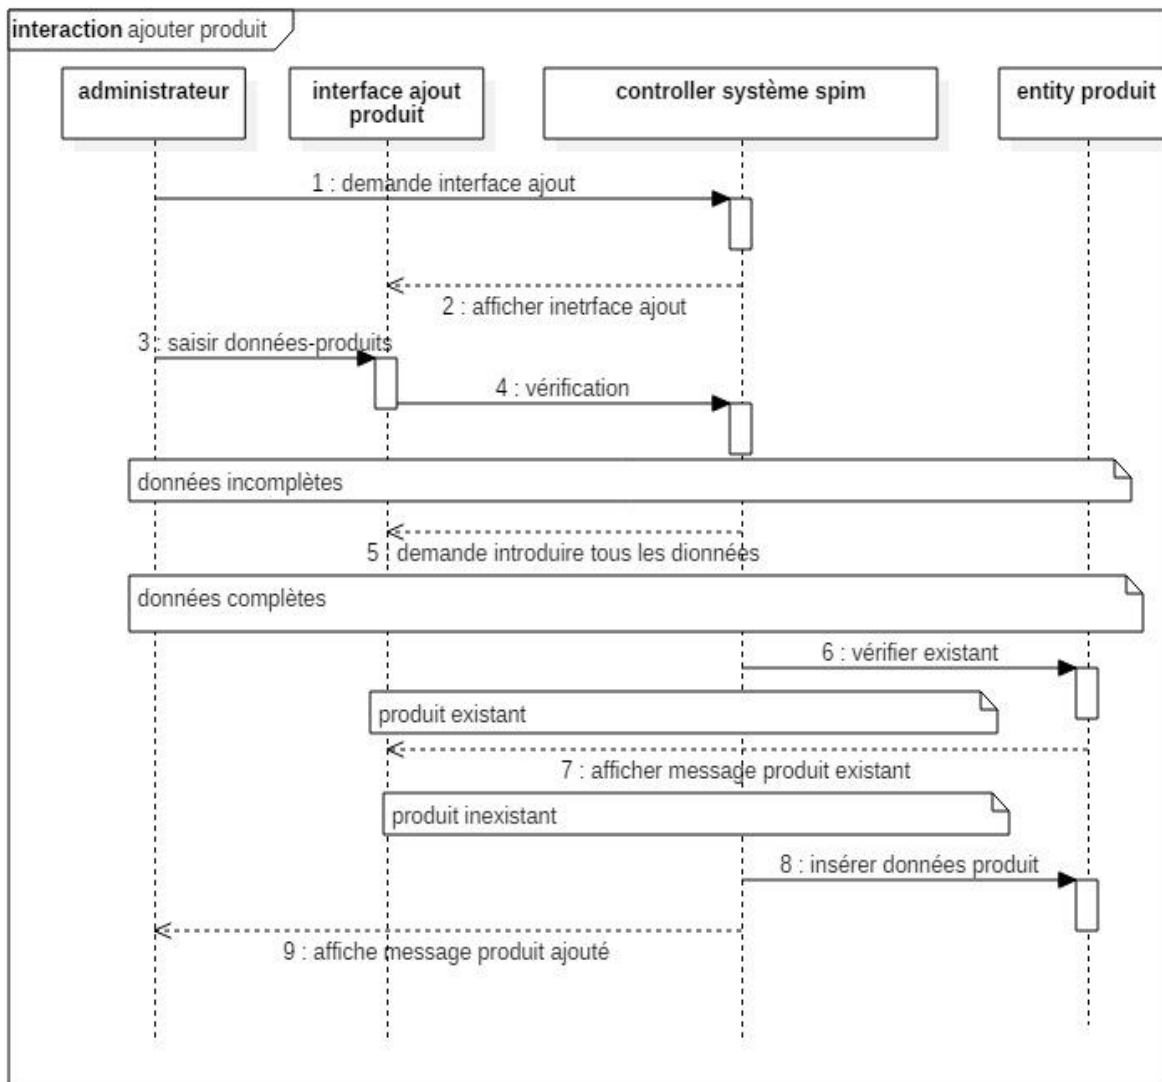 interaction ajouter produit
administrateur
interface ajout
produit
controller système spim
entity produit
1 : demande interface ajout
2 : afficher inetrface ajout
3 : saisir données-produits
4 : vérification
données incomplètes
5 : demande introduire tous les dionnées
données complètes
6 : vérifier existant
produit existant
7 : afficher message produit existant
produit inexistant
8 : insérer données produit
9 : affiche message produit ajouté